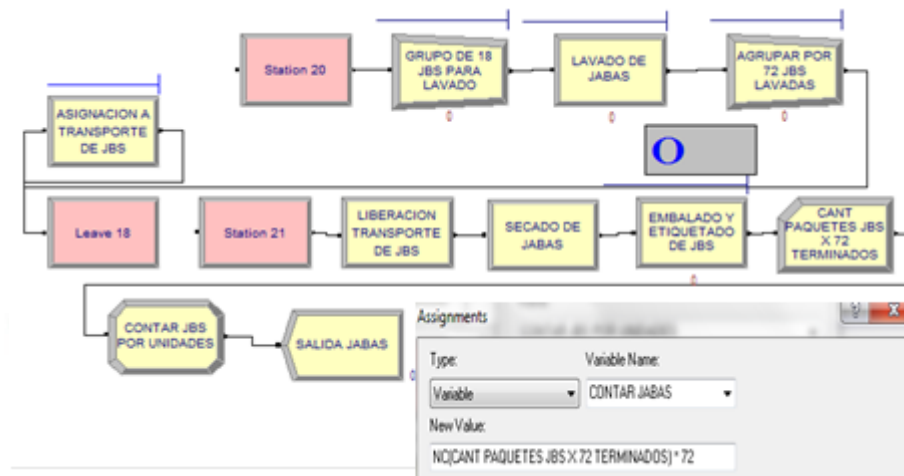 Station 20
GRUPO DE 18
JBS PARA
LAVADO
0
LAVADO DE
JABAS
0
AGRUPAR POR
72 JBS
LAVADAS
0
ASIGNACION A
TRANSPORTE
DE JBS
O
Leave 18
Station 21
LIBERACION
TRANSPORTE
DE JBS
SECADO DE
JABAS
EMBALADO Y
ETIQUETADO
DE JBS
0
CANT
PAQUETES JBS
X 72
TERMINADOS
CONTAR JBS
POR UNIDADES
SALIDA JABAS
0
Assignments
?
X
Type:
Variable Name:
Variable
CONTAR JABAS
New Value:
NC(CANT PAQUETES JBS X 72 TERMINADOS) * 72